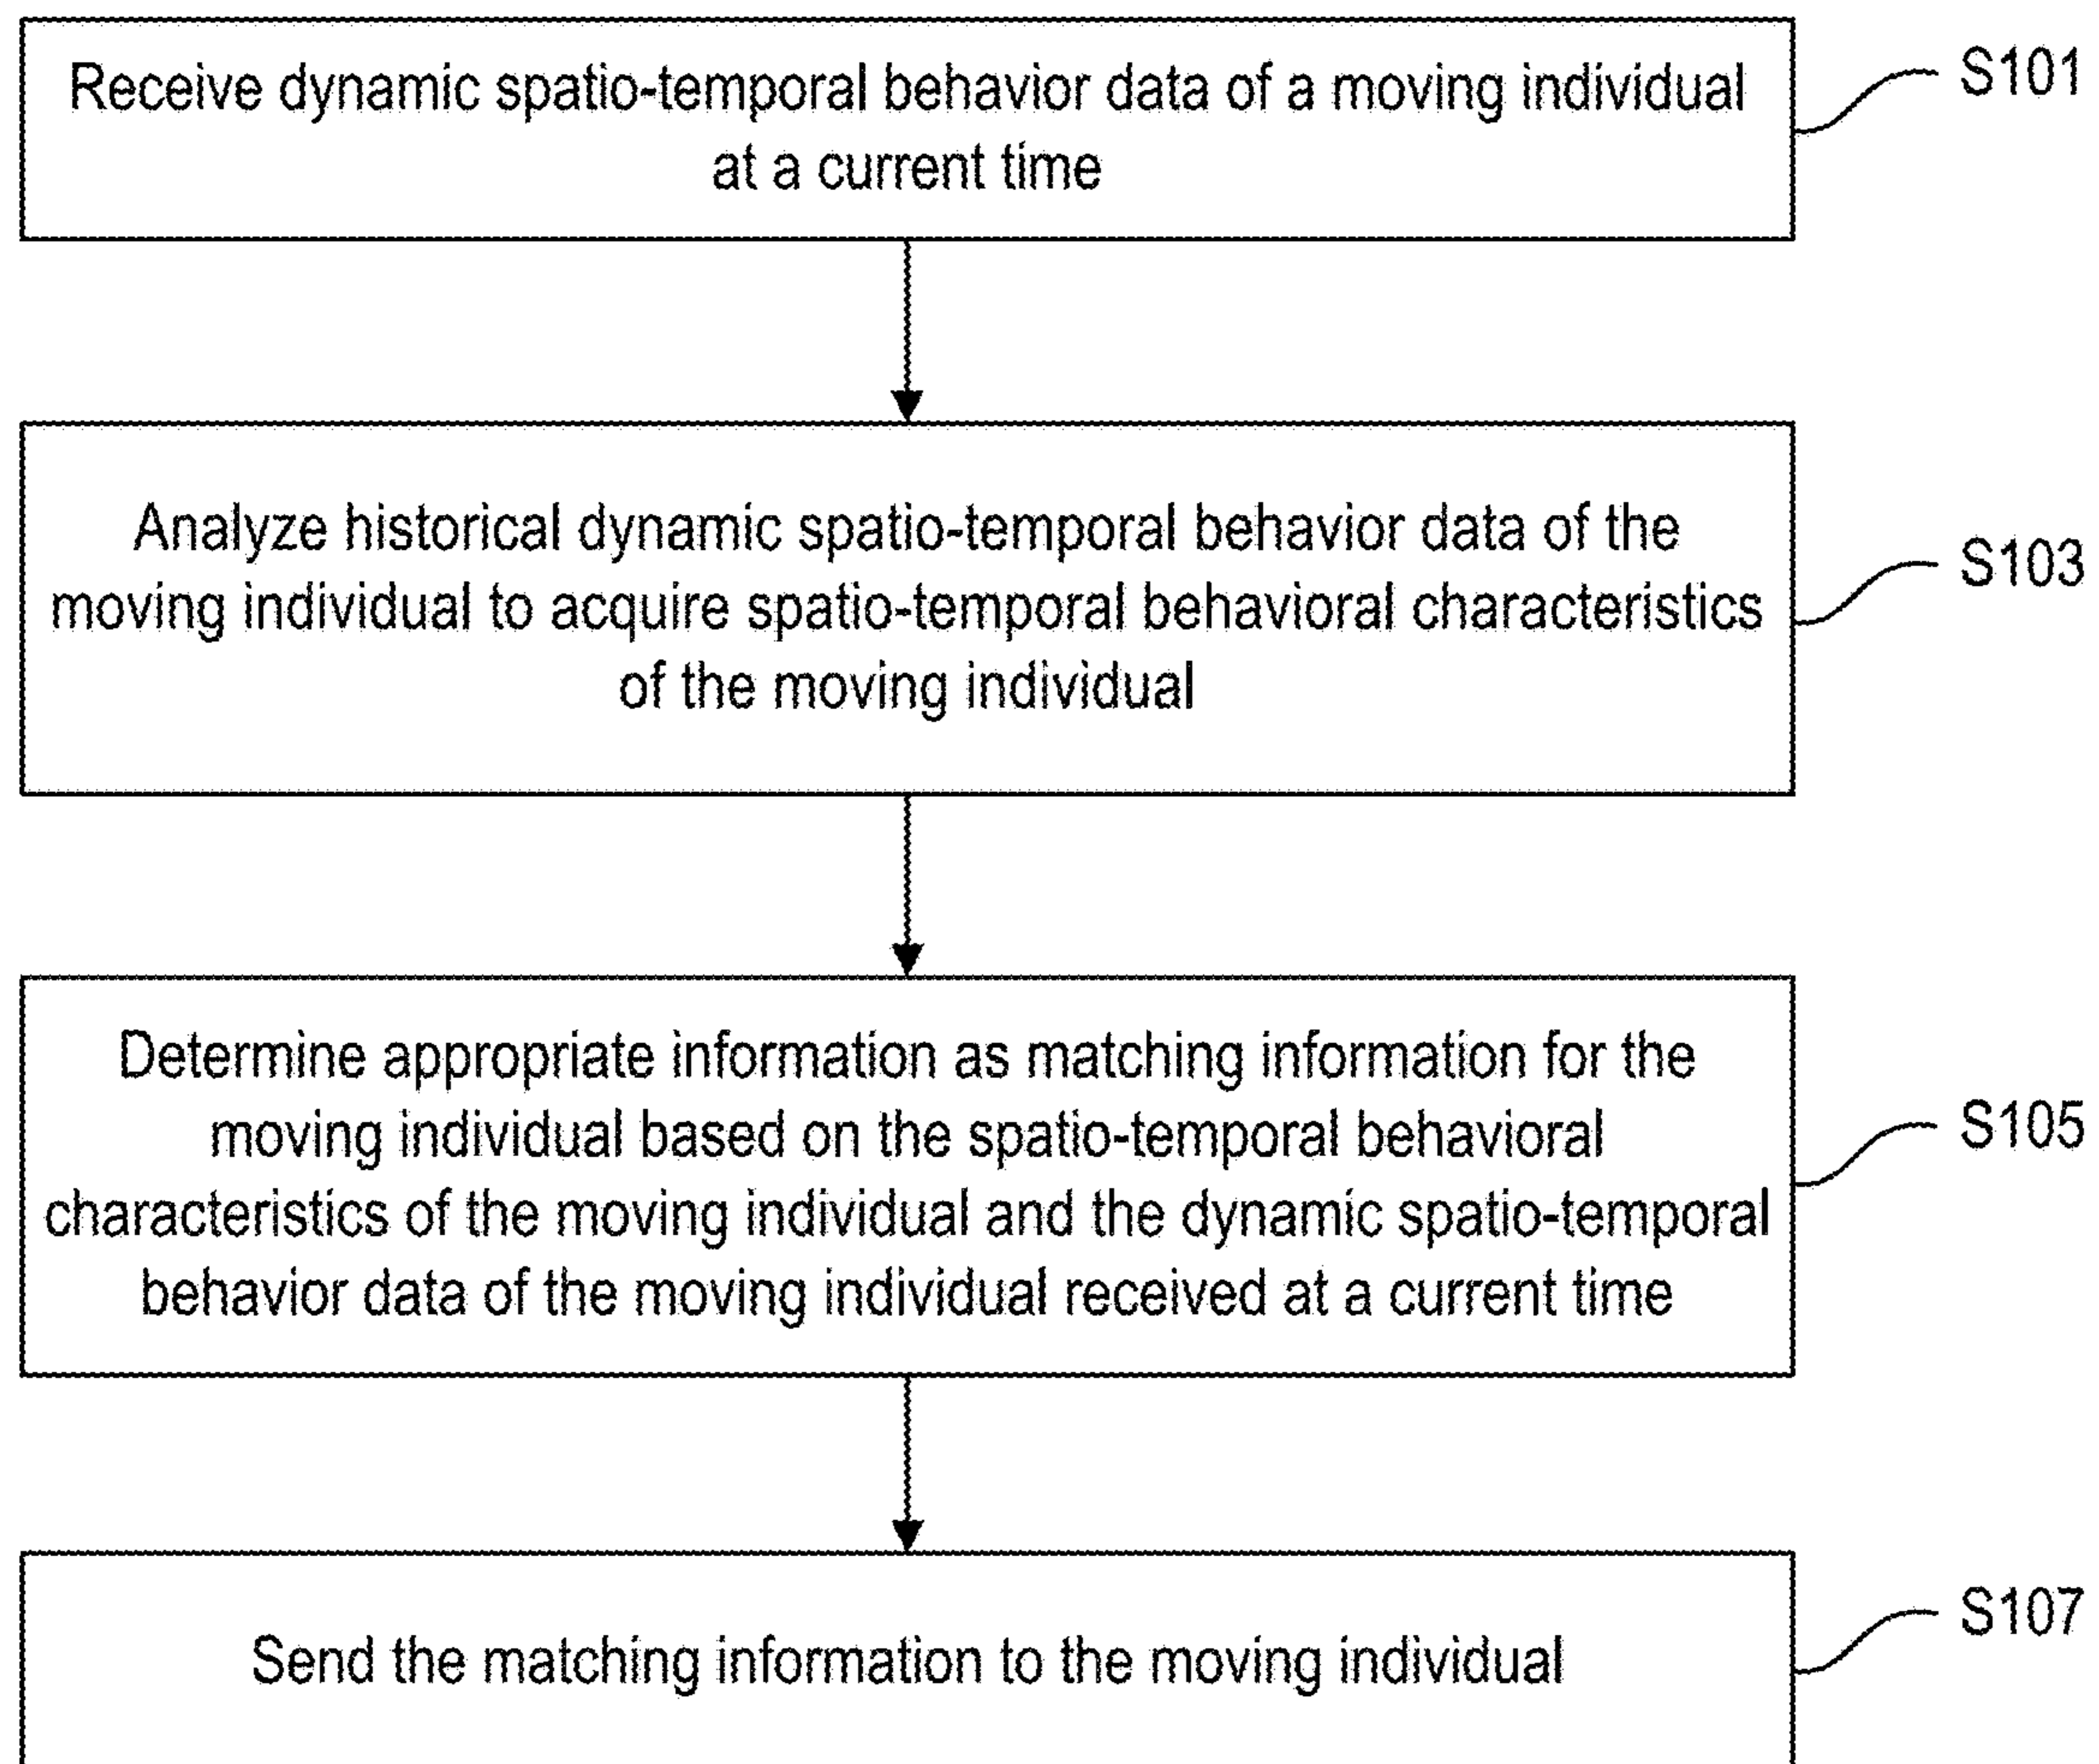 Receive dynamic spatio-temporal behavior data of a moving individual
at a current time
S101
Analyze historical dynamic spatio-temporal behavior data of the
moving individual to acquire spatio-temporal behavioral characteristics
of the moving individual
S103
Determine appropriate information as matching information for the
moving individual based on the spatio-temporal behavioral
characteristics of the moving individual and the dynamic spatio-temporal
behavior data of the moving individual received at a current time
S105
Send the matching information to the moving individual
S107